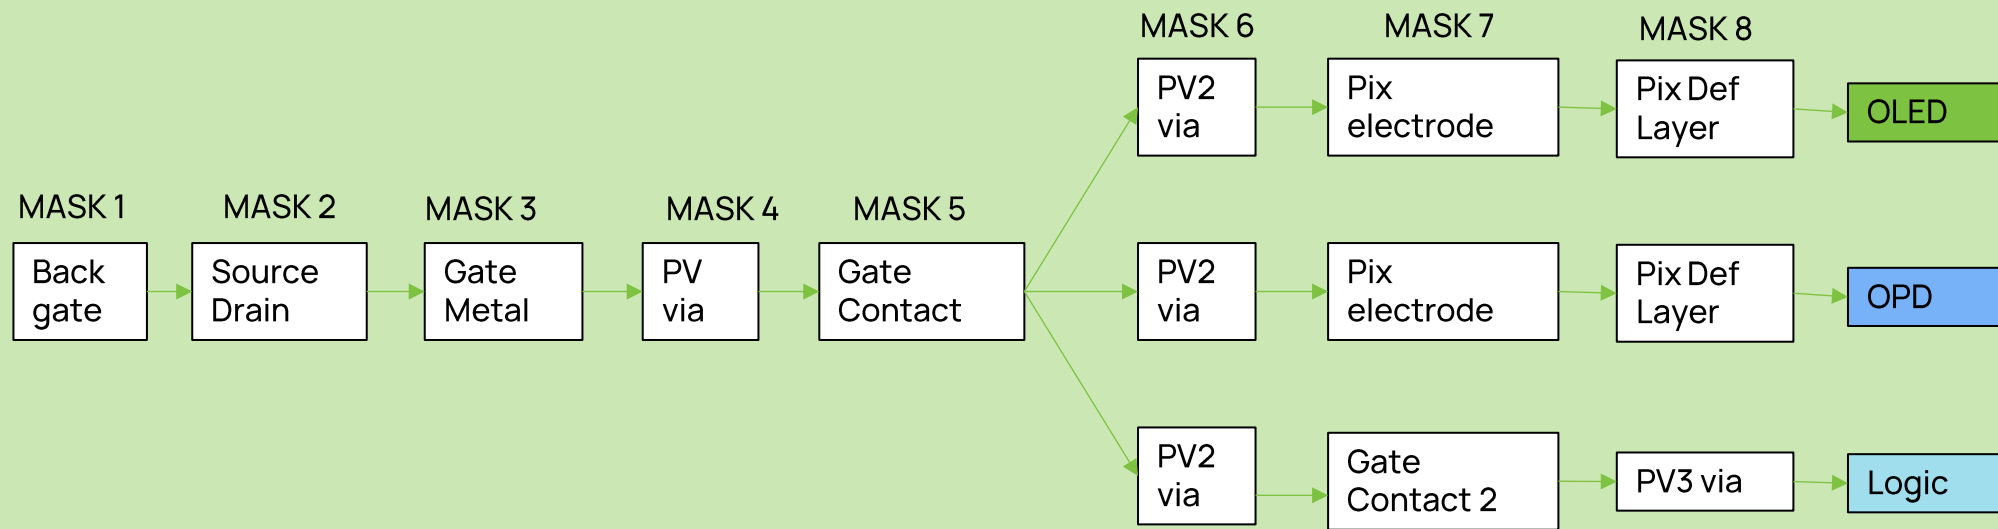 MASK 6
MASK 7
MASK 8
PV2
via
Pix
electrode
Pix Def
Layer
OLED
MASK 1
MASK 2
MASK 3
MASK 4
MASK 5
Back
gate
Source
Drain
Gate
Metal
PV
via
Gate
Contact
PV2
via
Pix
electrode
Pix Def
Layer
OPD
PV2
via
Gate
Contact 2
PV3 via
Logic